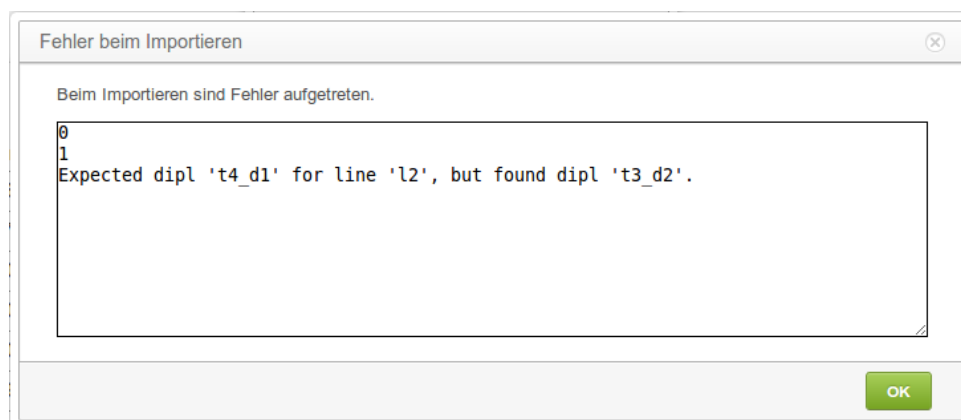 Fehler beim Importieren
Beim Importieren sind Fehler aufgetreten.
0
1
Expected dipl 't4_d1' for line 'l2', but found dipl 't3_d2'.
OK